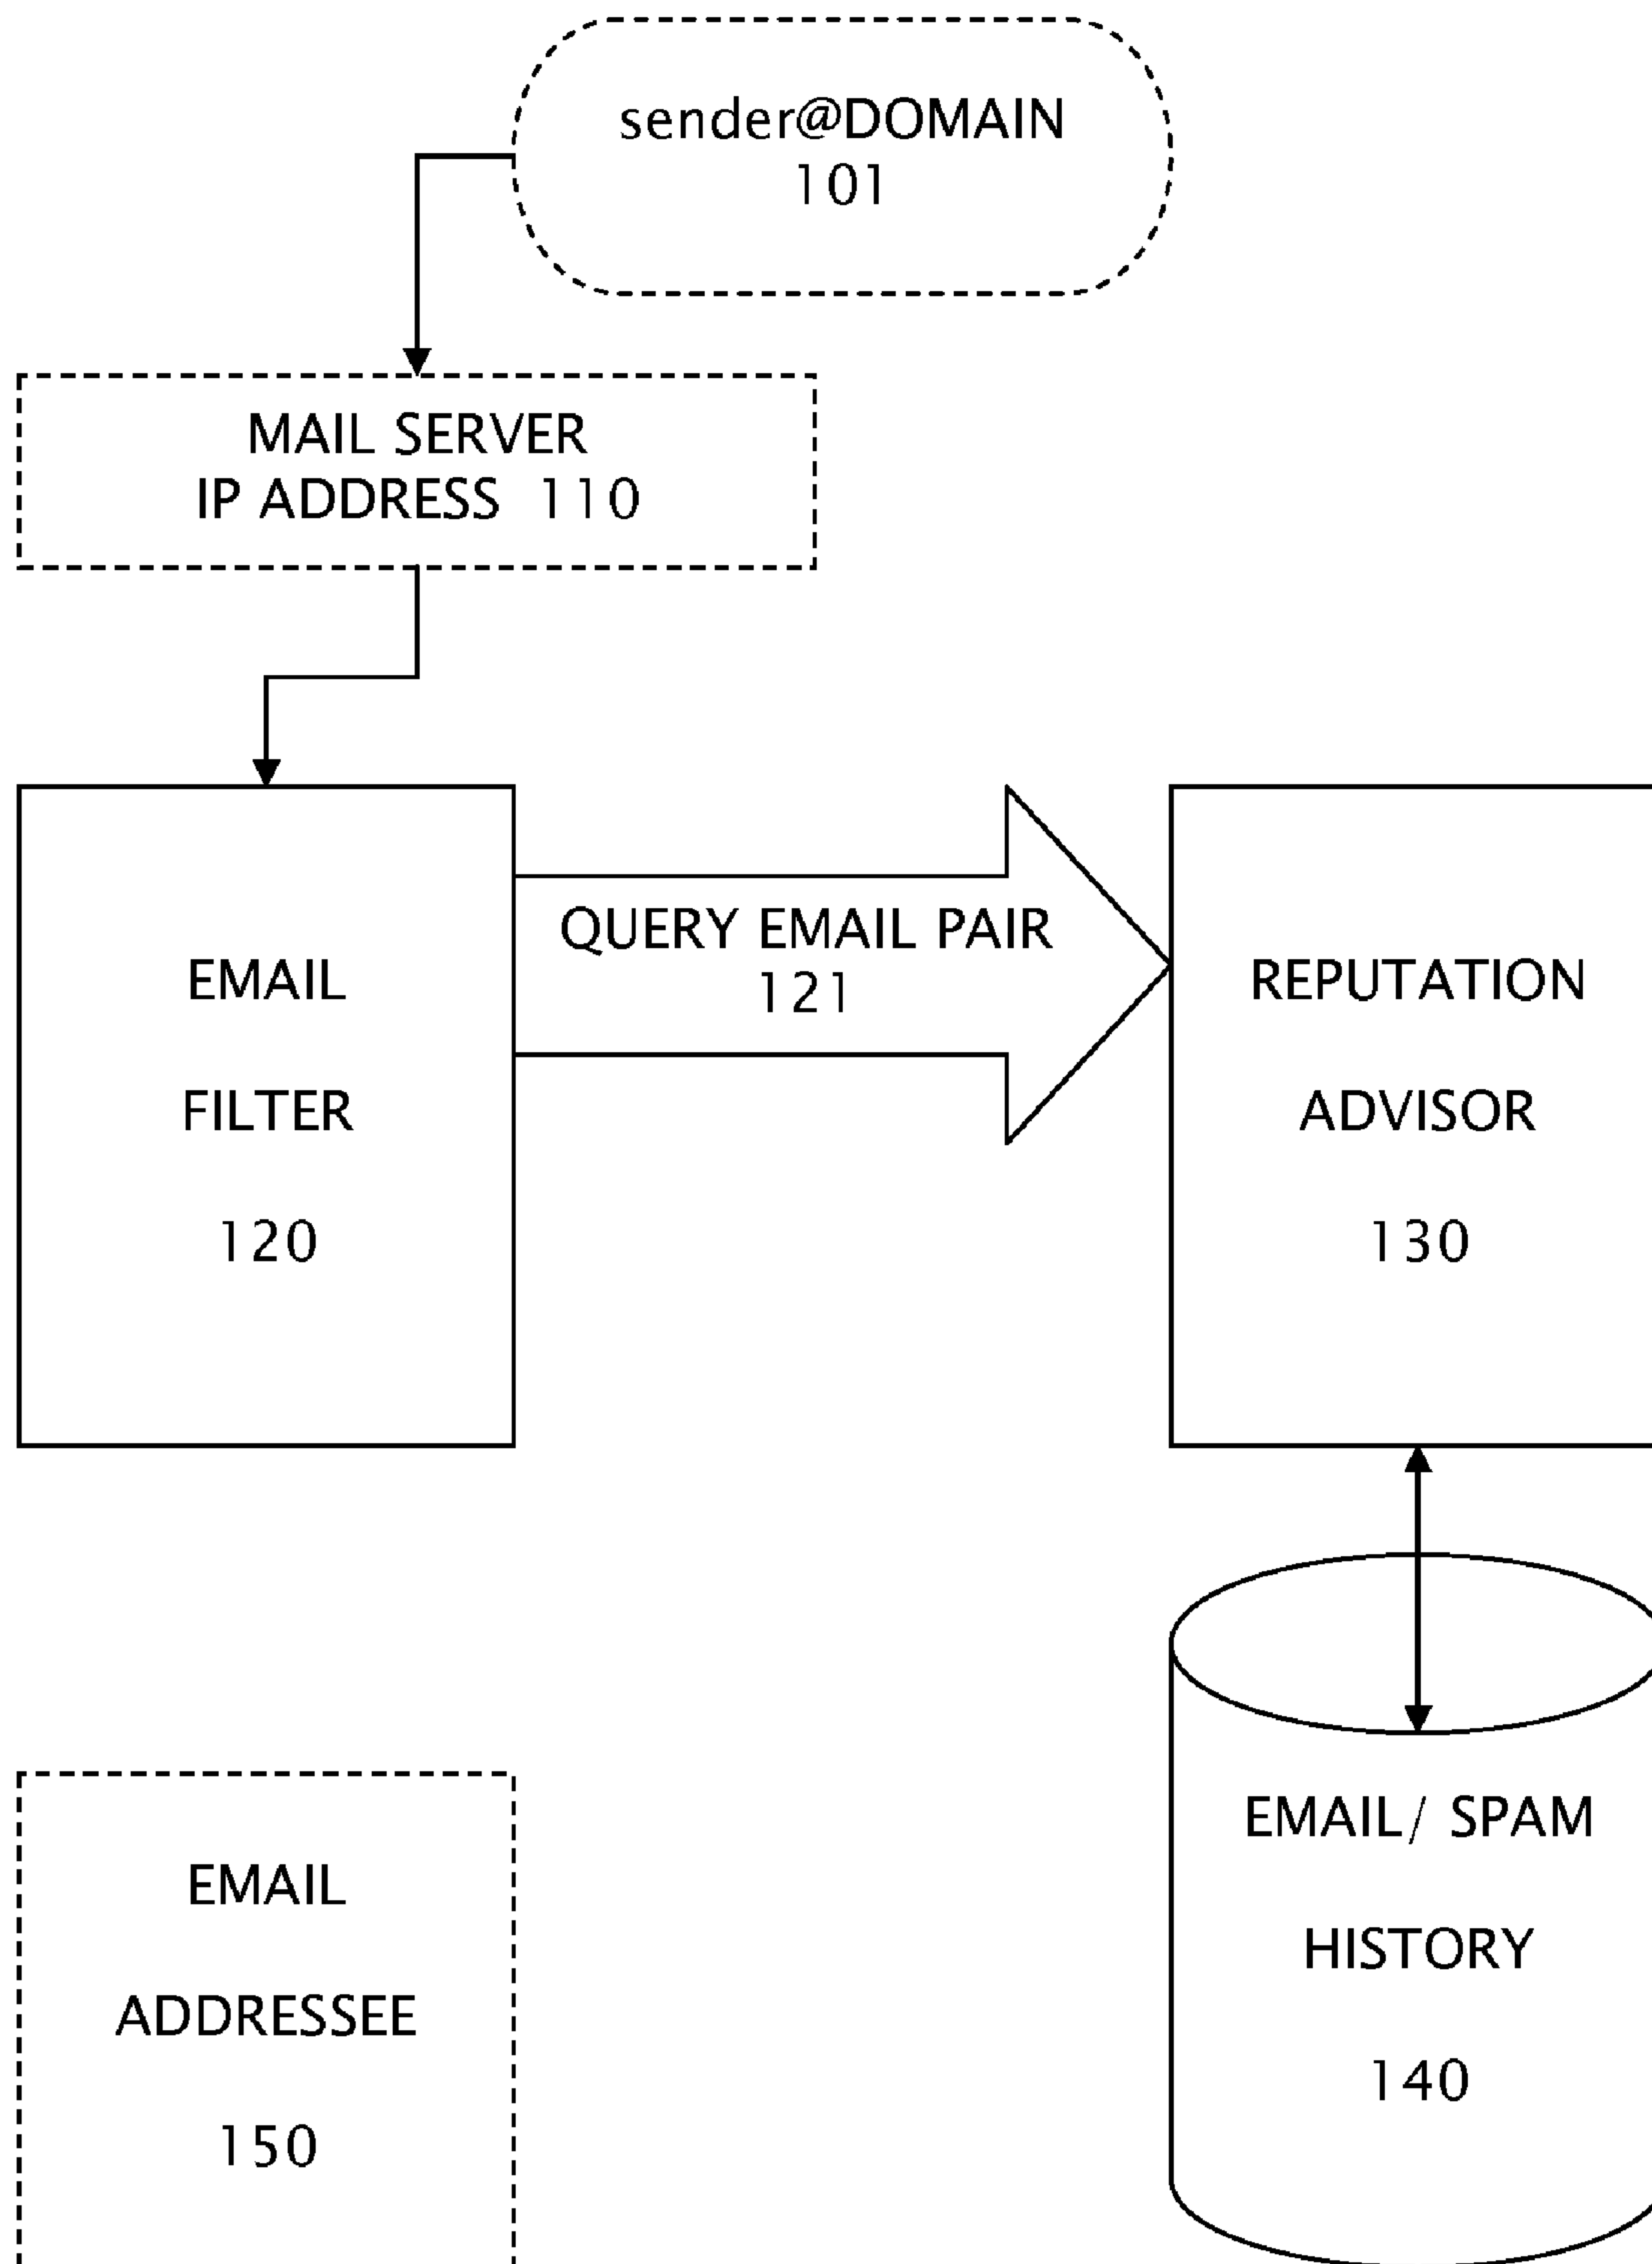 sender@DOMAIN
101
MAIL SERVER
IP ADDRESS 110
QUERY EMAIL PAIR
121
EMAIL
FILTER
120
REPUTATION
ADVISOR
130
EMAIL/ SPAM
HISTORY
140
EMAIL
ADDRESSEE
150